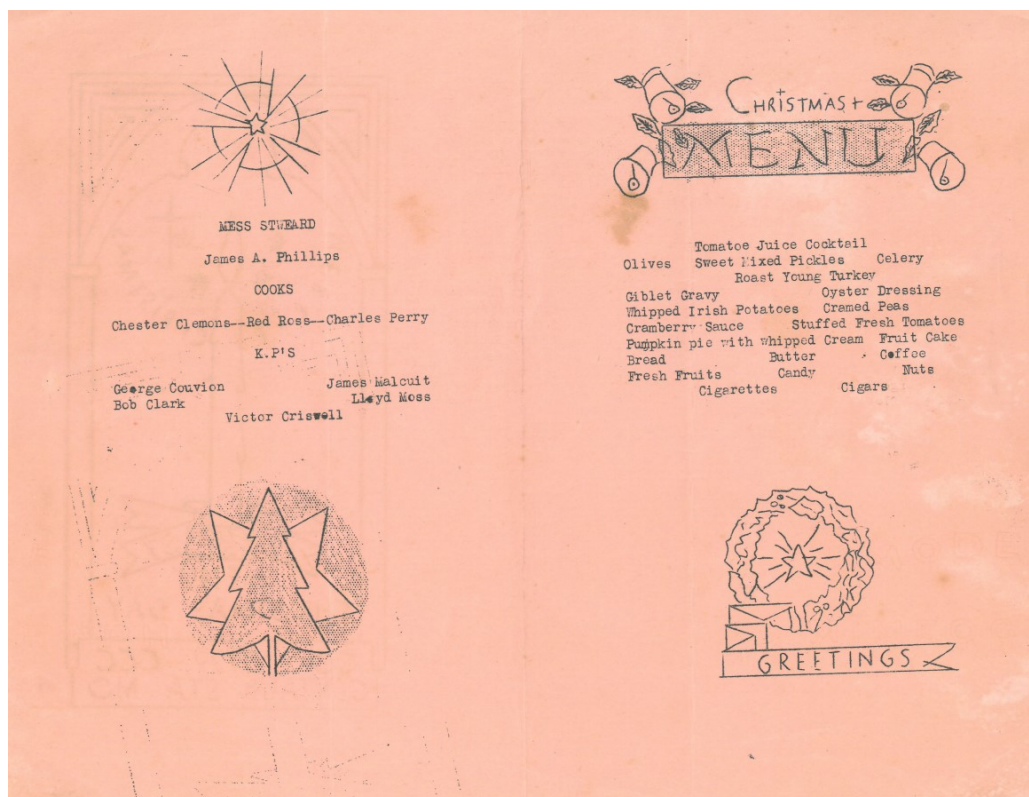 MESS STWEARD
James A. Phillips
COOKS
Chester Clemons--Red Ross--Charles Perry
K.P'S
George Couvion James Malcuit
Bob Clark Lloyd Moss
Victor Criswell
CHRISTMAS
MENU
Tomatoe Juice Cocktail
Olives Sweet Mixed Pickles Celery
Roast Young Turkey
Giblet Gravy Oyster Dressing
Whipped Irish Potatoes Cramed Peas
Cramberry Sauce Stuffed Fresh Tomatoes
Pumpkin pie with whipped Cream Fruit Cake
Bread Butter Coffee
Fresh Fruits Candy Nuts
Cigarettes Cigars
GREETINGS